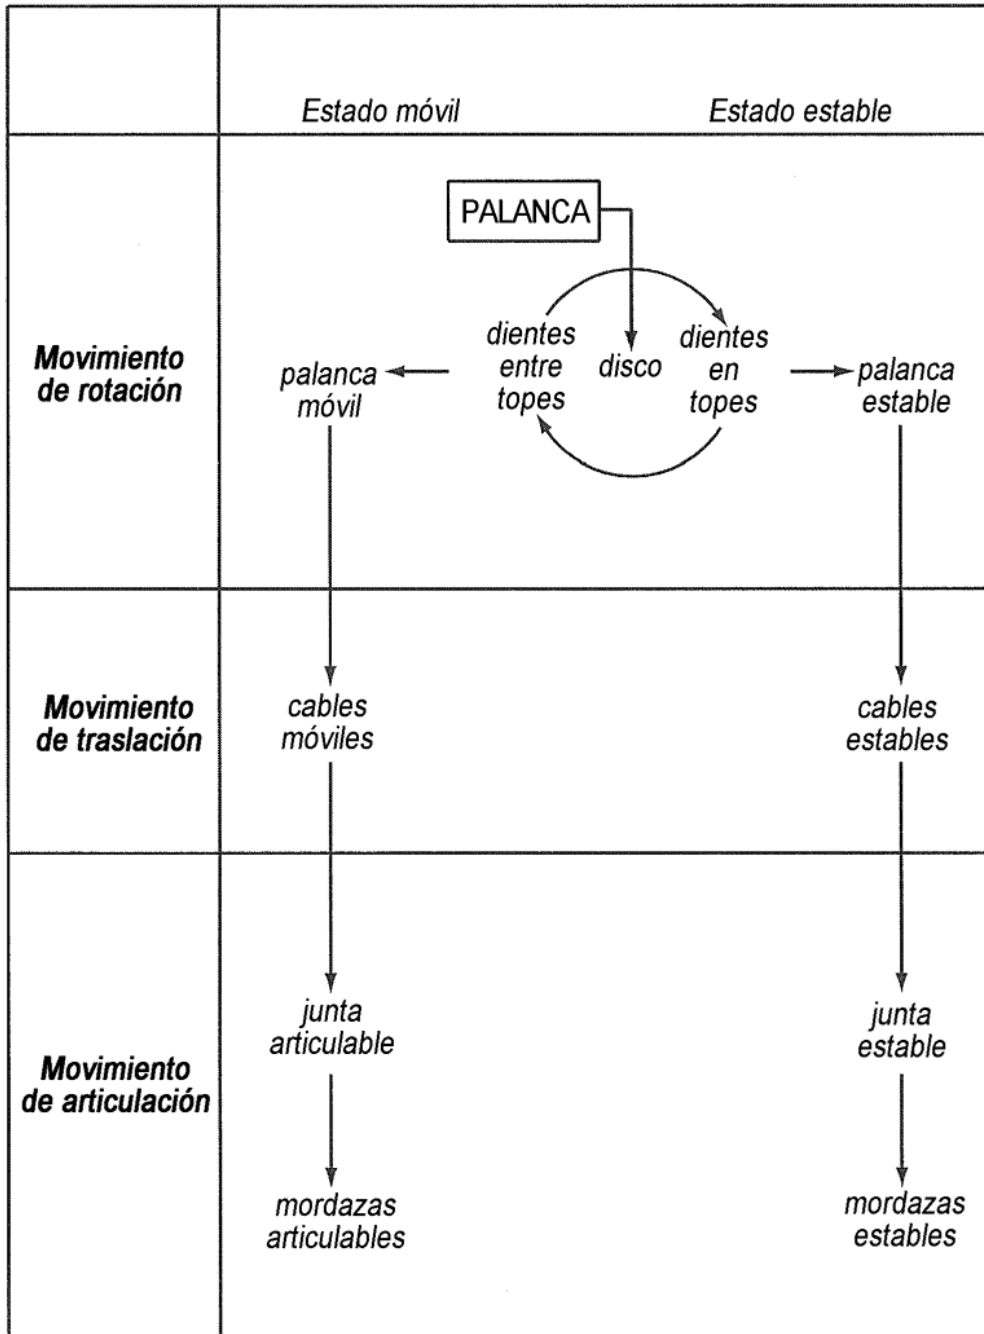 Estado móvil
Estado estable
PALANCA
Movimiento
de rotación
palanca
móvil
dientes
entre
topes
disco
dientes
en
topes
palanca
estable
Movimiento
de traslación
cables
móviles
cables
estables
Movimiento
de articulación
junta
articulable
junta
estable
mordazas
articulables
mordazas
estables